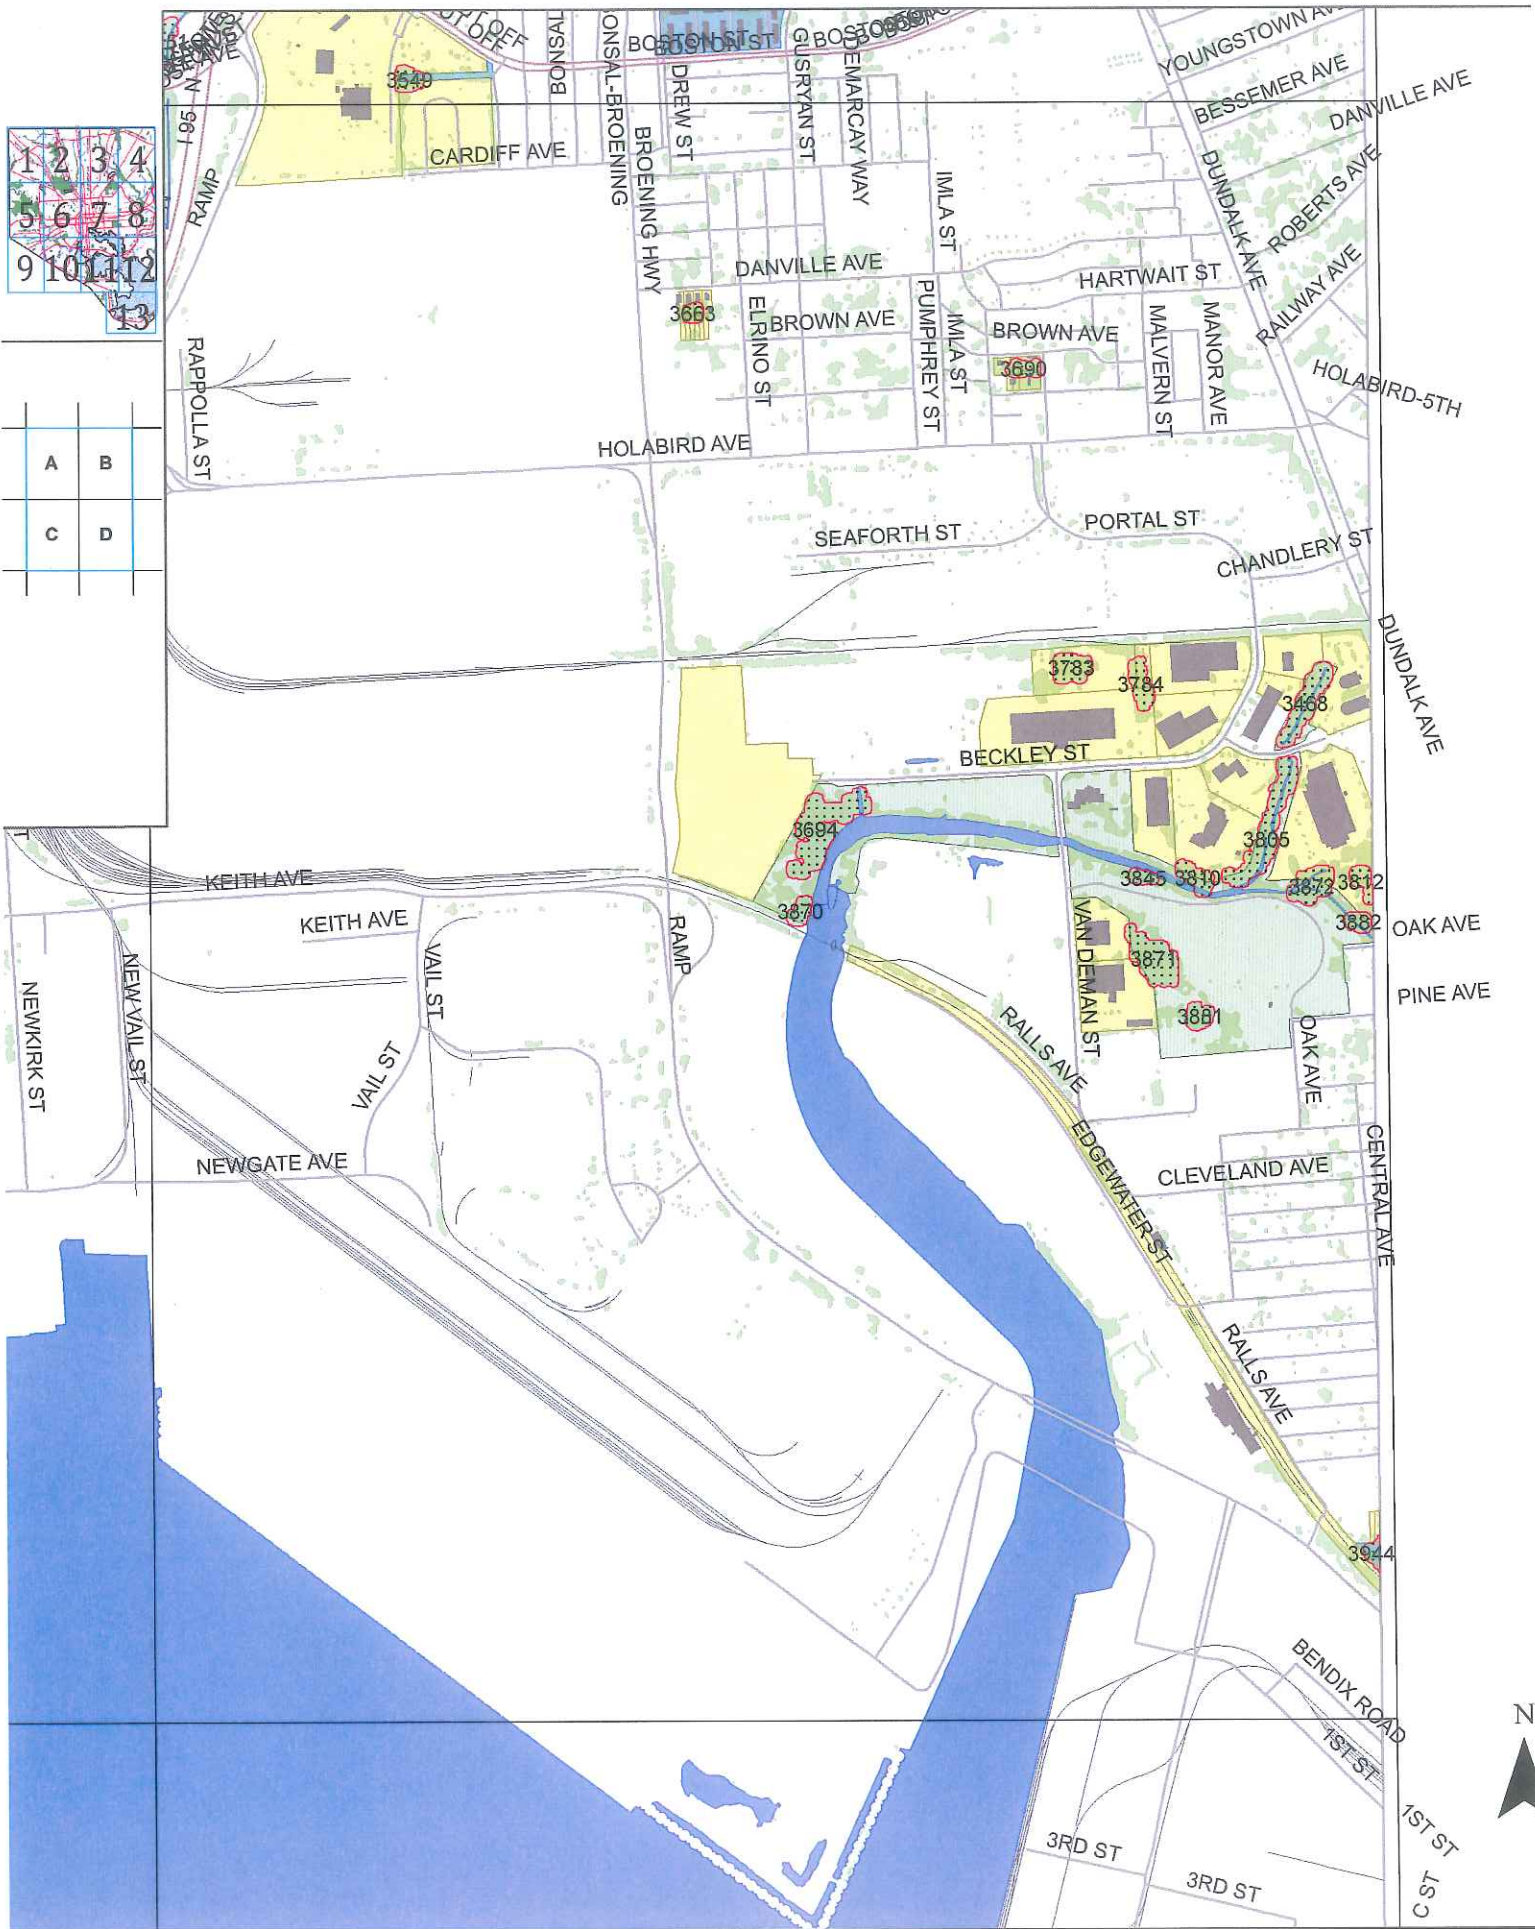 BOSTON ST
BOSTON ST
YOUNGSTOWN AV
BESSEMER AVE
DANVILLE AVE
I-95 N
3549
BONSAL
BONSAL-BROENING
DREW ST
GUSRYAN ST
DEMARCAY WAY
CARDIFF AVE
RAMP
BROENING HWY
IMLA ST
DUNDALK AVE
ROBERTS AVE
1 2 3 4
5 6 7 8
9 10 11 12
13
DANVILLE AVE
HARTWAIT ST
RAILWAY AVE
3663
ELRINO ST
BROWN AVE
PUMPHREY ST
IMLA ST
BROWN AVE
MALVERN ST
MANOR AVE
3690
HOLABIRD-5TH
RAPPOLLA ST
HOLABIRD AVE
A B
C D
SEAFORTH ST
PORTAL ST
CHANDLERY ST
DUNDALK AVE
3783
3784
3468
BECKLEY ST
3694
3805
KEITH AVE
3845
3810
3872
3812
KEITH AVE
3870
3882
OAK AVE
RAMP
VAIL ST
VAN DEMAN ST
3871
NEWKIRK ST
NEW VAIL ST
PINE AVE
3881
RALLS AVE
OAK AVE
VAIL ST
EDGEWATER ST
NEWGATE AVE
CLEVELAND AVE
CENTRAL AVE
RALLS AVE
3944
BENDIX ROAD
N
1ST ST
1ST ST
3RD ST
3RD ST
C ST